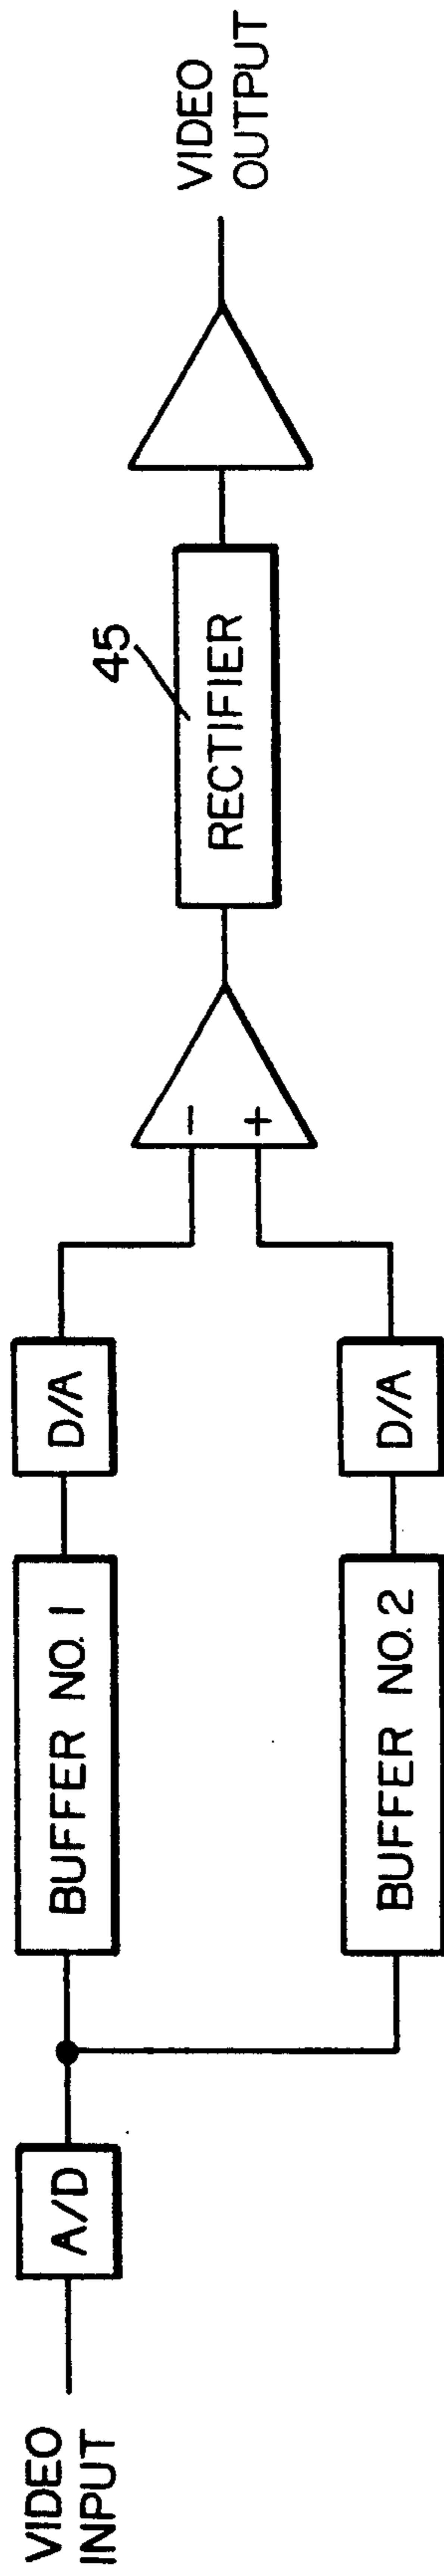 VIDEO
INPUT
A/D
BUFFER NO. 1
D/A
BUFFER NO. 2
D/A
-
+
45
RECTIFIER
VIDEO
OUTPUT